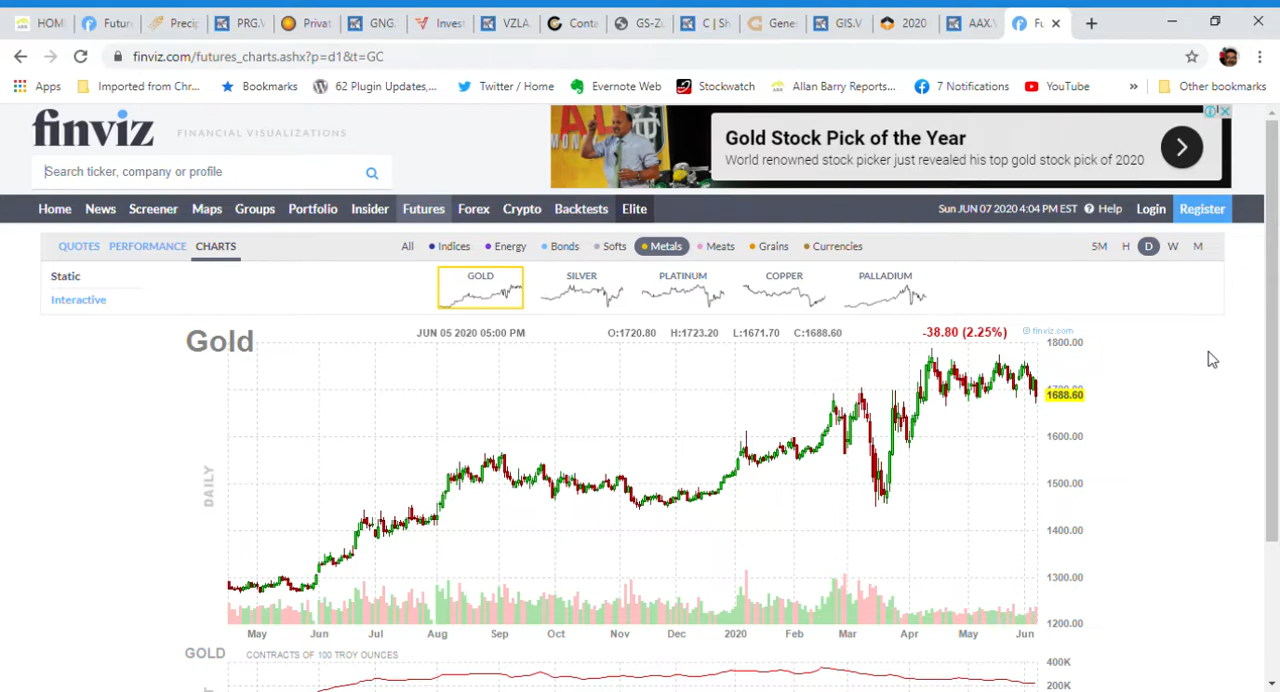 HOME Future Precip PRG.V Privat GNG. Invest VZLA. Conta GS-Z C | Sh Gene GIS.V 2020 AAX.V Fu
finviz.com/futures_charts.ashx?p=d1&t=GC
Apps Imported from Chr... Bookmarks 62 Plugin Updates,... Twitter / Home Evernote Web Stockwatch Allan Barry Reports... 7 Notifications YouTube » Other bookmarks
finviz FINANCIAL VISUALIZATIONS
Gold Stock Pick of the Year
World renowned stock picker just revealed his top gold stock pick of 2020
Search ticker, company or profile
Home News Screener Maps Groups Portfolio Insider Futures Forex Crypto Backtests Elite Sun JUN 07 2020 4:04 PM EST Help Login Register
QUOTES PERFORMANCE CHARTS All Indices Energy Bonds Softs Metals Meats Grains Currencies 5M H D W M
Static
Interactive
GOLD SILVER PLATINUM COPPER PALLADIUM
Gold JUN 05 2020 05:00 PM O:1720.80 H:1723.20 L:1671.70 C:1688.60 -38.80 (2.25%) © finviz.com
1800.00
1688.60
1600.00
1500.00
1400.00
1300.00
1200.00
DAILY
May Jun Jul Aug Sep Oct Nov Dec 2020 Feb Mar Apr May Jun
GOLD CONTRACTS OF 100 TROY OUNCES
400K
200K